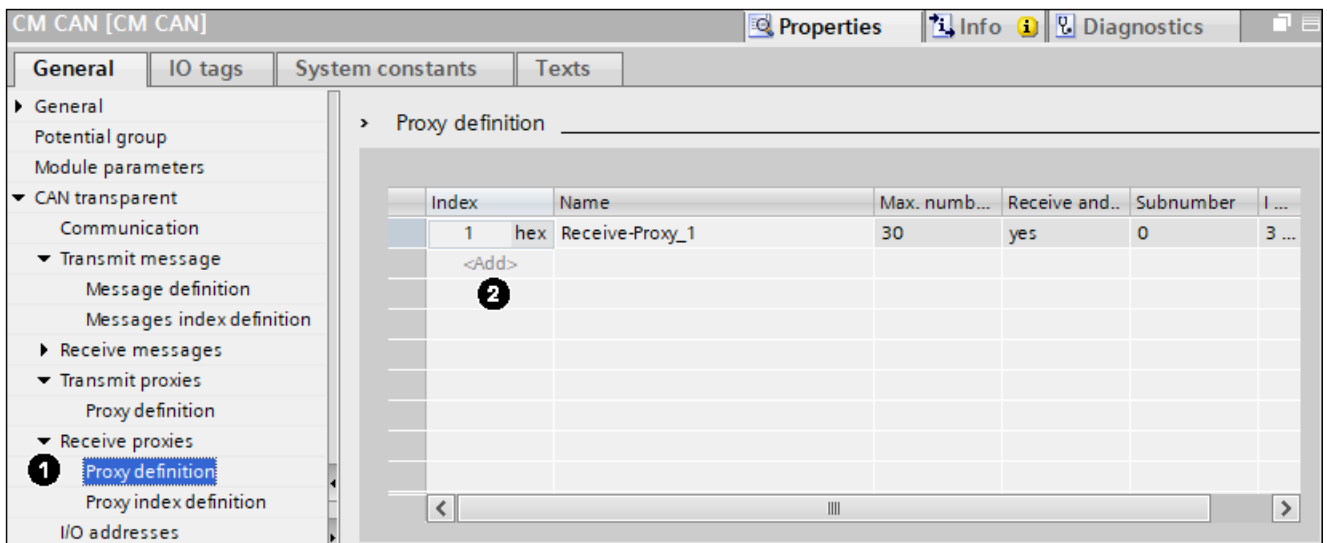 CM CAN [CM CAN]
Properties Info Diagnostics
General IO tags System constants Texts
General
Potential group
Module parameters
CAN transparent
Communication
Transmit message
Message definition
Messages index definition
Receive messages
Transmit proxies
Proxy definition
Receive proxies
1 Proxy definition
Proxy index definition
I/O addresses
Proxy definition
Index Name Max. numb... Receive and.. Subnumber I ...
1 hex Receive-Proxy_1 30 yes 0 3 ...
<Add>
2